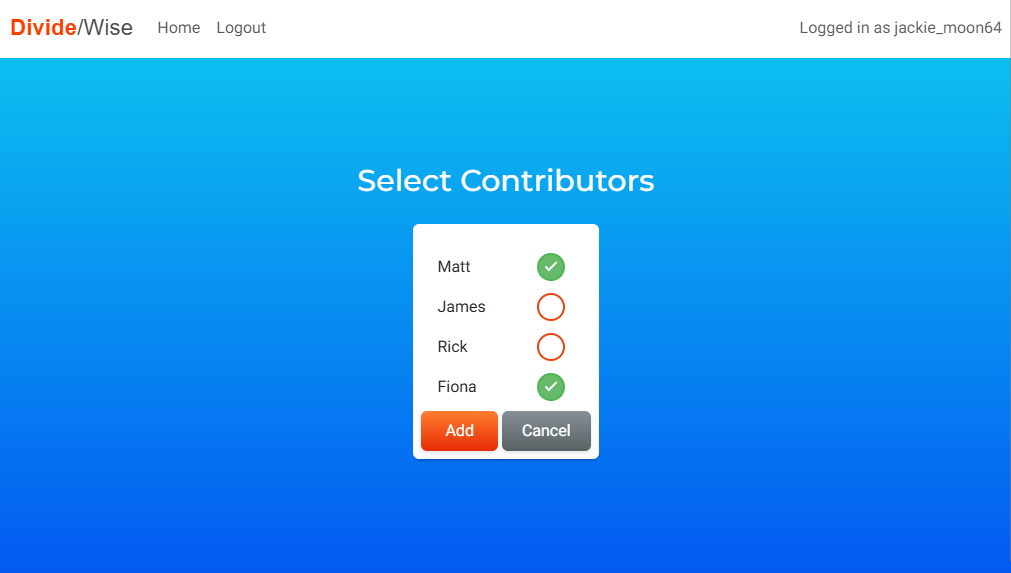 Divide/Wise Home Logout Logged in as jackie_moon64
Select Contributors
Matt
James
Rick
Fiona
Add Cancel